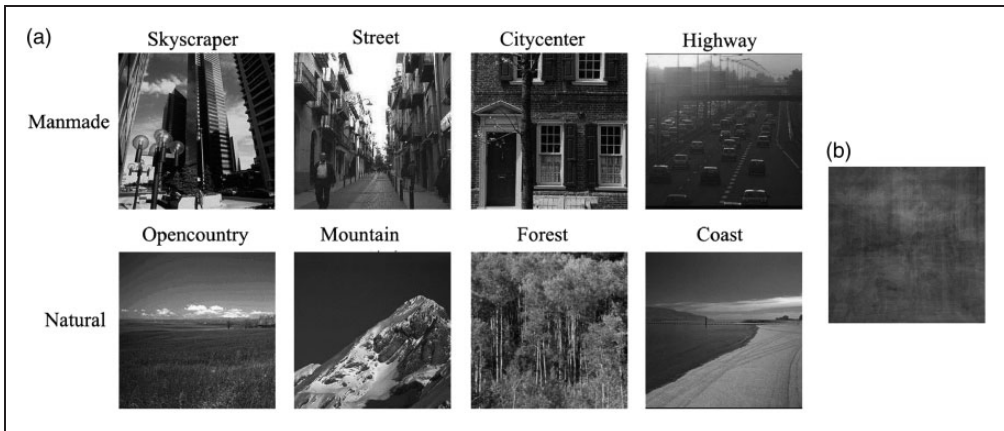 (a)
Skyscraper Street Citycenter Highway
Manmade
(b)
Opencountry Mountain Forest Coast
Natural